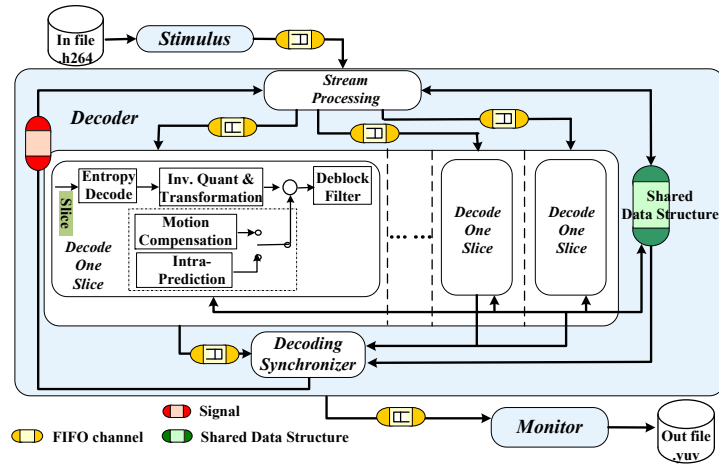 In file
.h264
Stimulus
Stream
Processing
Decoder
Entropy
Decode
Inv. Quant &
Transformation
Deblock
Filter
Slice
Motion
Compensation
Intra-
Prediction
Decode
One
Slice
... ...
Decode
One
Slice
Decode
One
Slice
Shared
Data Structure
Decoding
Synchronizer
Signal
FIFO channel
Shared Data Structure
Monitor
Out file
.yuv